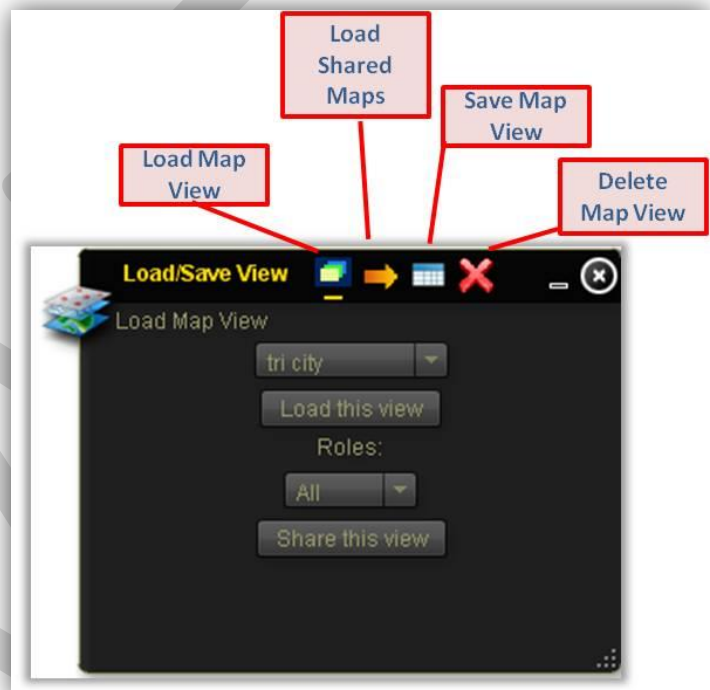 Load
Shared
Maps
Save Map
View
Load Map
View
Delete
Map View
Load/Save View
Load Map View
tri city
Load this view
Roles:
All
Share this view